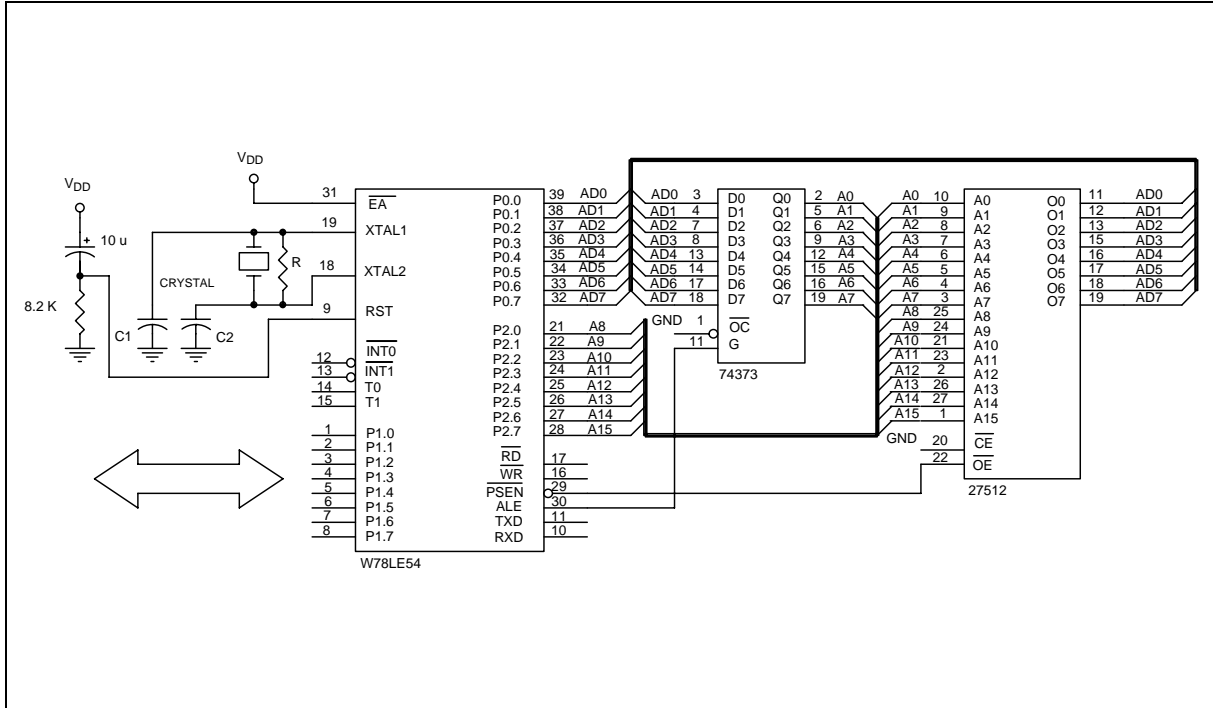 VDD
10 u
8.2 K
VDD
CRYSTAL
R
C1
C2
31 EA
19 XTAL1
18 XTAL2
9 RST
12 INT0
13 INT1
14 T0
15 T1
1 P1.0
2 P1.1
3 P1.2
4 P1.3
5 P1.4
6 P1.5
7 P1.6
8 P1.7
P0.0 39 AD0
P0.1 38 AD1
P0.2 37 AD2
P0.3 36 AD3
P0.4 35 AD4
P0.5 34 AD5
P0.6 33 AD6
P0.7 32 AD7
P2.0 21 A8
P2.1 22 A9
P2.2 23 A10
P2.3 24 A11
P2.4 25 A12
P2.5 26 A13
P2.6 27 A14
P2.7 28 A15
RD 17
WR 16
PSEN 29
ALE 30
TXD 11
RXD 10
W78LE54
AD0 3 D0 Q0 2 A0
AD1 4 D1 Q1 5 A1
AD2 7 D2 Q2 6 A2
AD3 8 D3 Q3 9 A3
AD4 13 D4 Q4 12 A4
AD5 14 D5 Q5 15 A5
AD6 17 D6 Q6 16 A6
AD7 18 D7 Q7 19 A7
GND 1 OC
11 G
74373
A0 10 A0
A1 9 A1
A2 8 A2
A3 7 A3
A4 6 A4
A5 5 A5
A6 4 A6
A7 3 A7
A8 25 A8
A9 24 A9
A10 21 A10
A11 23 A11
A12 2 A12
A13 26 A13
A14 27 A14
A15 1 A15
GND 20 CE
22 OE
O0 11 AD0
O1 12 AD1
O2 13 AD2
O3 15 AD3
O4 16 AD4
O5 17 AD5
O6 18 AD6
O7 19 AD7
27512